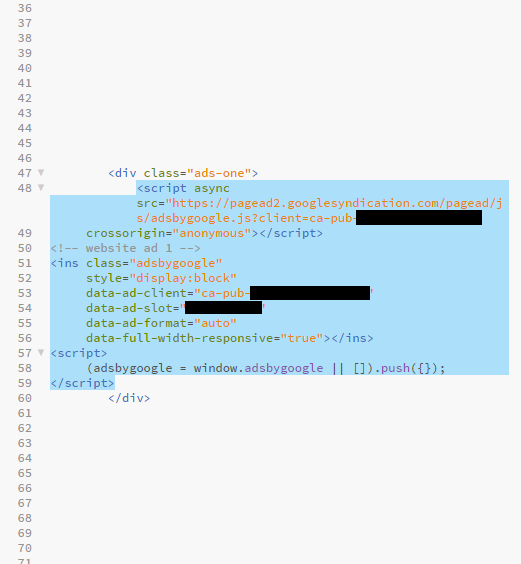 36
37
38
39
40
41
42
43
44
45
46
47 <div class="ads-one">
48 <script async
src="https://pagead2.googlesyndication.com/pagead/j
s/adsbygoogle.js?client=ca-pub-
49 crossorigin="anonymous"></script>
50 <!-- website ad 1 -->
51 <ins class="adsbygoogle"
52 style="display:block"
53 data-ad-client="ca-pub-"
54 data-ad-slot=""
55 data-ad-format="auto"
56 data-full-width-responsive="true"></ins>
57 <script>
58 (adsbygoogle = window.adsbygoogle || []).push({});
59 </script>
60 </div>
61
62
63
64
65
66
67
68
69
70
71